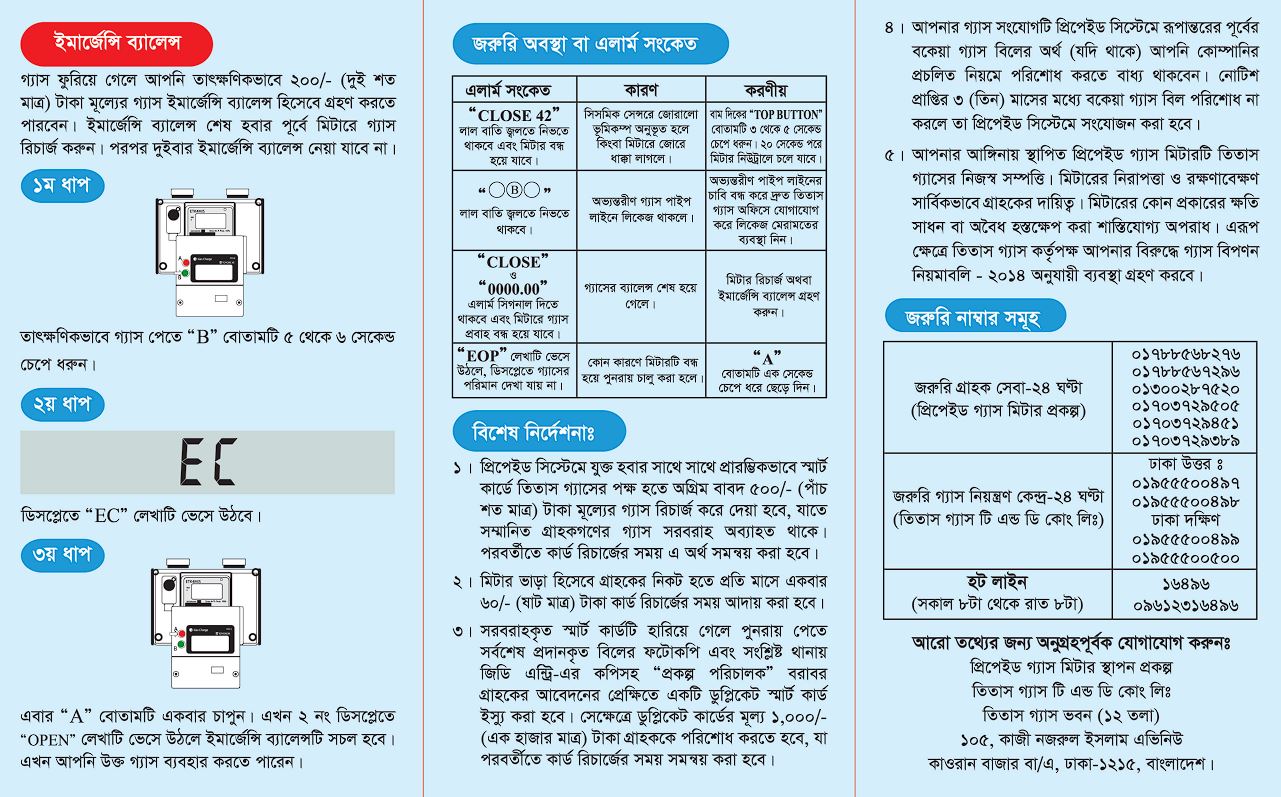 ইমার্জেন্সি ব্যালেন্স
গ্যাস ফুরিয়ে গেলে আপনি তাৎক্ষণিকভাবে ২০০/- (দুই শত
মাত্র) টাকা মূল্যের গ্যাস ইমার্জেন্সি ব্যালেন্স হিসেবে গ্রহণ করতে
পারবেন। ইমার্জেন্সি ব্যালেন্স শেষ হবার পূর্বে মিটারে গ্যাস
রিচার্জ করুন। পরপর দুইবার ইমার্জেন্সি ব্যালেন্স নেয়া যাবে না।
১ম ধাপ
A
B
তাৎক্ষণিকভাবে গ্যাস পেতে “B” বোতামটি ৫ থেকে ৬ সেকেন্ড
চেপে ধরুন।
২য় ধাপ
EC
ডিসপ্লেতে “EC” লেখাটি ভেসে উঠবে।
৩য় ধাপ
A
B
এবার “A” বোতামটি একবার চাপুন। এখন ২ নং ডিসপ্লেতে
“OPEN” লেখাটি ভেসে উঠলে ইমার্জেন্সি ব্যালেন্সটি সচল হবে।
এখন আপনি উক্ত গ্যাস ব্যবহার করতে পারেন।
জরুরি অবস্থা বা এলার্ম সংকেত
এলার্ম সংকেত কারণ করণীয়
“CLOSE 42”
লাল বাতি জ্বলতে নিভতে
থাকবে এবং মিটার বন্ধ
হয়ে যাবে।
সিসমিক সেন্সরে জোরালো
ভূমিকম্প অনুভূত হলে
কিংবা মিটারে জোরে
ধাক্কা লাগলে।
বাম দিকের “TOP BUTTON”
বোতামটি ৩ থেকে ৫ সেকেন্ড
চেপে ধরুন। ২০ সেকেন্ড পরে
মিটার নিউট্রালে চলে যাবে।
“○Ⓑ○”
লাল বাতি জ্বলতে নিভতে
থাকবে।
অভ্যন্তরীণ গ্যাস পাইপ
লাইনে লিকেজ থাকলে।
অভ্যন্তরীণ পাইপ লাইনের
চাবি বন্ধ করে দ্রুত তিতাস
গ্যাস অফিসে যোগাযোগ
করে লিকেজ মেরামতের
ব্যবস্থা নিন।
“CLOSE”
ও
“0000.00”
এলার্ম সিগনাল দিতে
থাকবে এবং মিটারে গ্যাস
প্রবাহ বন্ধ হয়ে যাবে।
গ্যাসের ব্যালেন্স শেষ হয়ে
গেলে।
মিটার রিচার্জ অথবা
ইমার্জেন্সি ব্যালেন্স গ্রহণ
করুন।
“EOP” লেখাটি ভেসে
উঠলে, ডিসপ্লেতে গ্যাসের
পরিমান দেখা যায় না।
কোন কারণে মিটারটি বন্ধ
হয়ে পুনরায় চালু করা হলে।
“A”
বোতামটি এক সেকেন্ড
চেপে ধরে ছেড়ে দিন।
বিশেষ নির্দেশনাঃ
১। প্রিপেইড সিস্টেমে যুক্ত হবার সাথে সাথে প্রারম্ভিকভাবে স্মার্ট
কার্ডে তিতাস গ্যাসের পক্ষ হতে অগ্রিম বাবদ ৫০০/- (পাঁচ
শত মাত্র) টাকা মূল্যের গ্যাস রিচার্জ করে দেয়া হবে, যাতে
সম্মানিত গ্রাহকগণের গ্যাস সরবরাহ অব্যাহত থাকে।
পরবর্তীতে কার্ড রিচার্জের সময় এ অর্থ সমন্বয় করা হবে।
২। মিটার ভাড়া হিসেবে গ্রাহকের নিকট হতে প্রতি মাসে একবার
৬০/- (ষাট মাত্র) টাকা কার্ড রিচার্জের সময় আদায় করা হবে।
৩। সরবরাহকৃত স্মার্ট কার্ডটি হারিয়ে গেলে পুনরায় পেতে
সর্বশেষ প্রদানকৃত বিলের ফটোকপি এবং সংশ্লিষ্ট থানায়
জিডি এন্ট্রি-এর কপিসহ “প্রকল্প পরিচালক” বরাবর
গ্রাহকের আবেদনের প্রেক্ষিতে একটি ডুপ্লিকেট স্মার্ট কার্ড
ইস্যু করা হবে। সেক্ষেত্রে ডুপ্লিকেট কার্ডের মূল্য ১,০০০/-
(এক হাজার মাত্র) টাকা গ্রাহককে পরিশোধ করতে হবে, যা
পরবর্তীতে কার্ড রিচার্জের সময় সমন্বয় করা হবে।
৪। আপনার গ্যাস সংযোগটি প্রিপেইড সিস্টেমে রূপান্তরের পূর্বের
বকেয়া গ্যাস বিলের অর্থ (যদি থাকে) আপনি কোম্পানির
প্রচলিত নিয়মে পরিশোধ করতে বাধ্য থাকবেন। নোটিশ
প্রাপ্তির ৩ (তিন) মাসের মধ্যে বকেয়া গ্যাস বিল পরিশোধ না
করলে তা প্রিপেইড সিস্টেমে সংযোজন করা হবে।
৫। আপনার আঙ্গিনায় স্থাপিত প্রিপেইড গ্যাস মিটারটি তিতাস
গ্যাসের নিজস্ব সম্পত্তি। মিটারের নিরাপত্তা ও রক্ষণাবেক্ষণ
সার্বিকভাবে গ্রাহকের দায়িত্ব। মিটারের কোন প্রকারের ক্ষতি
সাধন বা অবৈধ হস্তক্ষেপ করা শাস্তিযোগ্য অপরাধ। এরূপ
ক্ষেত্রে তিতাস গ্যাস কর্তৃপক্ষ আপনার বিরুদ্ধে গ্যাস বিপণন
নিয়মাবলি - ২০১৪ অনুযায়ী ব্যবস্থা গ্রহণ করবে।
জরুরি নাম্বার সমূহ
জরুরি গ্রাহক সেবা-২৪ ঘণ্টা
(প্রিপেইড গ্যাস মিটার প্রকল্প)
০১৭৮৮৫৬৮২৭৬
০১৭৮৮৫৬৭২৯৬
০১৩০০২৮৭৫২০
০১৭০৩৭২৯৫০৫
০১৭০৩৭২৯৪৫১
০১৭০৩৭২৯৩৮৯
জরুরি গ্যাস নিয়ন্ত্রণ কেন্দ্র-২৪ ঘণ্টা
(তিতাস গ্যাস টি এন্ড ডি কোং লিঃ)
ঢাকা উত্তর ঃ
০১৯৫৫৫০০৪৯৭
০১৯৫৫৫০০৪৯৮
ঢাকা দক্ষিণ
০১৯৫৫৫০০৪৯৯
০১৯৫৫৫০০৫০০
হট লাইন
(সকাল ৮টা থেকে রাত ৮টা)
১৬৪৯৬
০৯৬১২৩১৬৪৯৬
আরো তথ্যের জন্য অনুগ্রহপূর্বক যোগাযোগ করুনঃ
প্রিপেইড গ্যাস মিটার স্থাপন প্রকল্প
তিতাস গ্যাস টি এন্ড ডি কোং লিঃ
তিতাস গ্যাস ভবন (১২ তলা)
১০৫, কাজী নজরুল ইসলাম এভিনিউ
কাওরান বাজার বা/এ, ঢাকা-১২১৫, বাংলাদেশ।